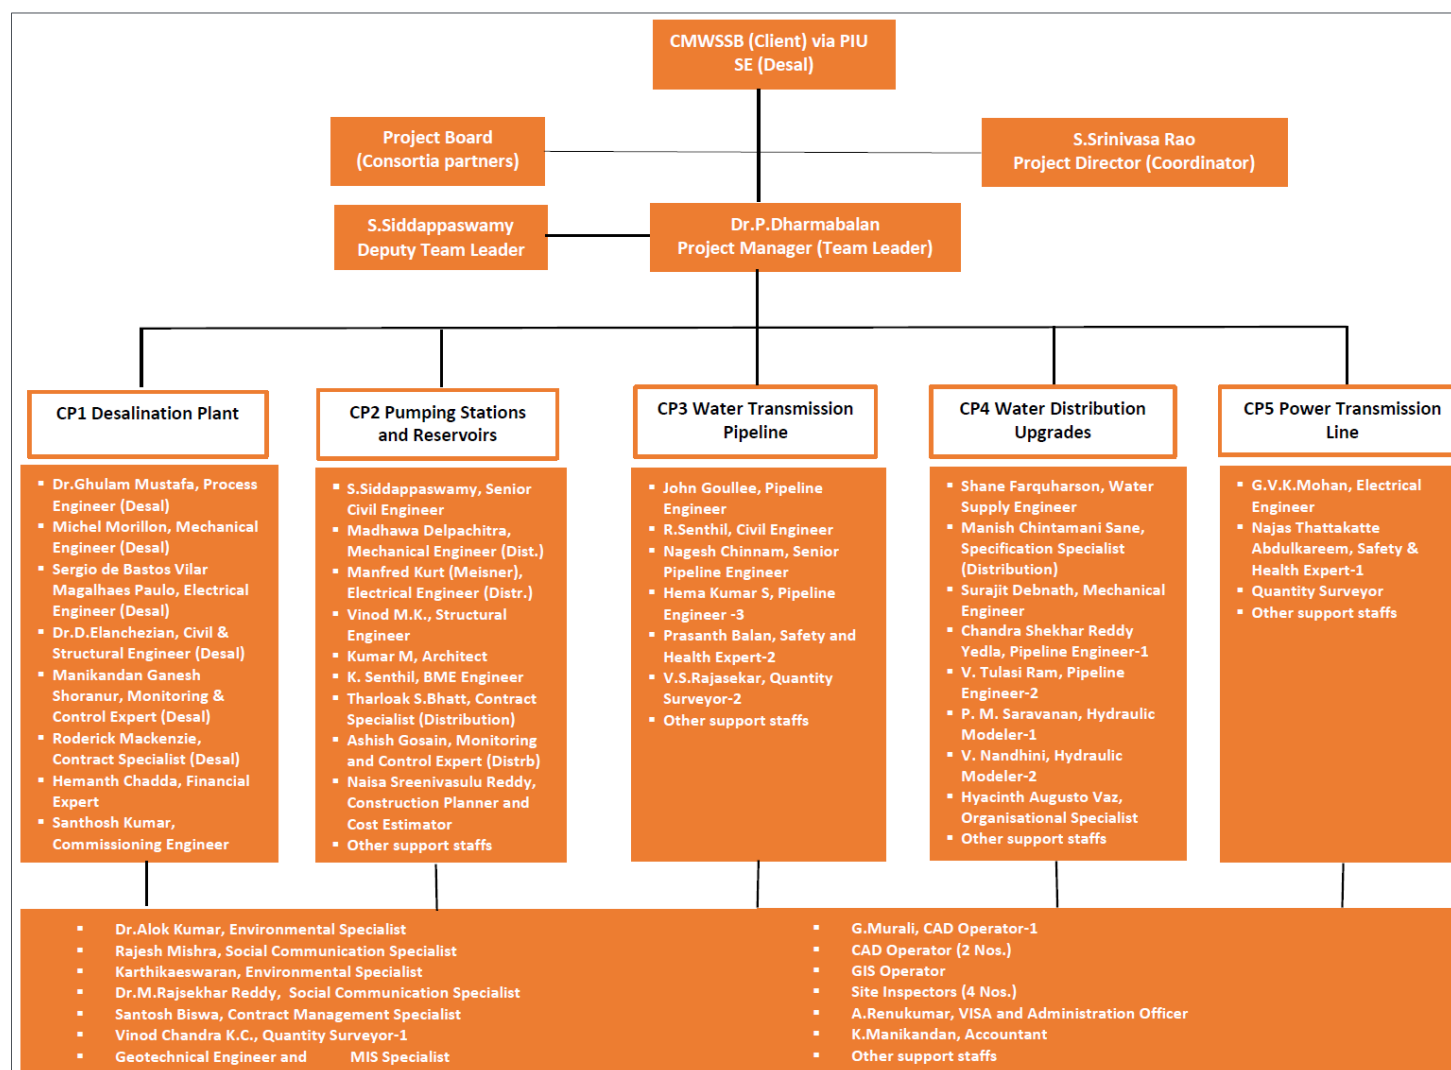 CMWSSB (Client) via PIU
SE (Desal)
Project Board
(Consortia partners)
S.Srinivasa Rao
Project Director (Coordinator)
S.Siddappaswamy
Deputy Team Leader
Dr.P.Dharmabalan
Project Manager (Team Leader)
CP1 Desalination Plant
▪ Dr.Ghulam Mustafa, Process
Engineer (Desal)
▪ Michel Morillon, Mechanical
Engineer (Desal)
▪ Sergio de Bastos Vilar
Magalhaes Paulo, Electrical
Engineer (Desal)
▪ Dr.D.Elanchezian, Civil &
Structural Engineer (Desal)
▪ Manikandan Ganesh
Shoranur, Monitoring &
Control Expert (Desal)
▪ Roderick Mackenzie,
Contract Specialist (Desal)
▪ Hemanth Chadda, Financial
Expert
▪ Santhosh Kumar,
Commissioning Engineer
CP2 Pumping Stations
and Reservoirs
▪ S.Siddappaswamy, Senior
Civil Engineer
▪ Madhawa Delpachitra,
Mechanical Engineer (Dist.)
▪ Manfred Kurt (Meisner),
Electrical Engineer (Distr.)
▪ Vinod M.K., Structural
Engineer
▪ Kumar M, Architect
▪ K. Senthil, BME Engineer
▪ Tharloak S.Bhatt, Contract
Specialist (Distribution)
▪ Ashish Gosain, Monitoring
and Control Expert (Distrb)
▪ Naisa Sreenivasulu Reddy,
Construction Planner and
Cost Estimator
▪ Other support staffs
CP3 Water Transmission
Pipeline
▪ John Goullee, Pipeline
Engineer
▪ R.Senthil, Civil Engineer
▪ Nagesh Chinnam, Senior
Pipeline Engineer
▪ Hema Kumar S, Pipeline
Engineer -3
▪ Prasanth Balan, Safety and
Health Expert-2
▪ V.S.Rajasekar, Quantity
Surveyor-2
▪ Other support staffs
CP4 Water Distribution
Upgrades
▪ Shane Farquharson, Water
Supply Engineer
▪ Manish Chintamani Sane,
Specification Specialist
(Distribution)
▪ Surajit Debnath, Mechanical
Engineer
▪ Chandra Shekhar Reddy
Yedla, Pipeline Engineer-1
▪ V. Tulasi Ram, Pipeline
Engineer-2
▪ P. M. Saravanan, Hydraulic
Modeler-1
▪ V. Nandhini, Hydraulic
Modeler-2
▪ Hyacinth Augusto Vaz,
Organisational Specialist
▪ Other support staffs
CP5 Power Transmission
Line
▪ G.V.K.Mohan, Electrical
Engineer
▪ Najas Thattakatte
Abdulkareem, Safety &
Health Expert-1
▪ Quantity Surveyor
▪ Other support staffs
▪ Dr.Alok Kumar, Environmental Specialist
▪ Rajesh Mishra, Social Communication Specialist
▪ Karthikaeswaran, Environmental Specialist
▪ Dr.M.Rajsekhar Reddy, Social Communication Specialist
▪ Santosh Biswa, Contract Management Specialist
▪ Vinod Chandra K.C., Quantity Surveyor-1
▪ Geotechnical Engineer and MIS Specialist
▪ G.Murali, CAD Operator-1
▪ CAD Operator (2 Nos.)
▪ GIS Operator
▪ Site Inspectors (4 Nos.)
▪ A.Renukumar, VISA and Administration Officer
▪ K.Manikandan, Accountant
▪ Other support staffs